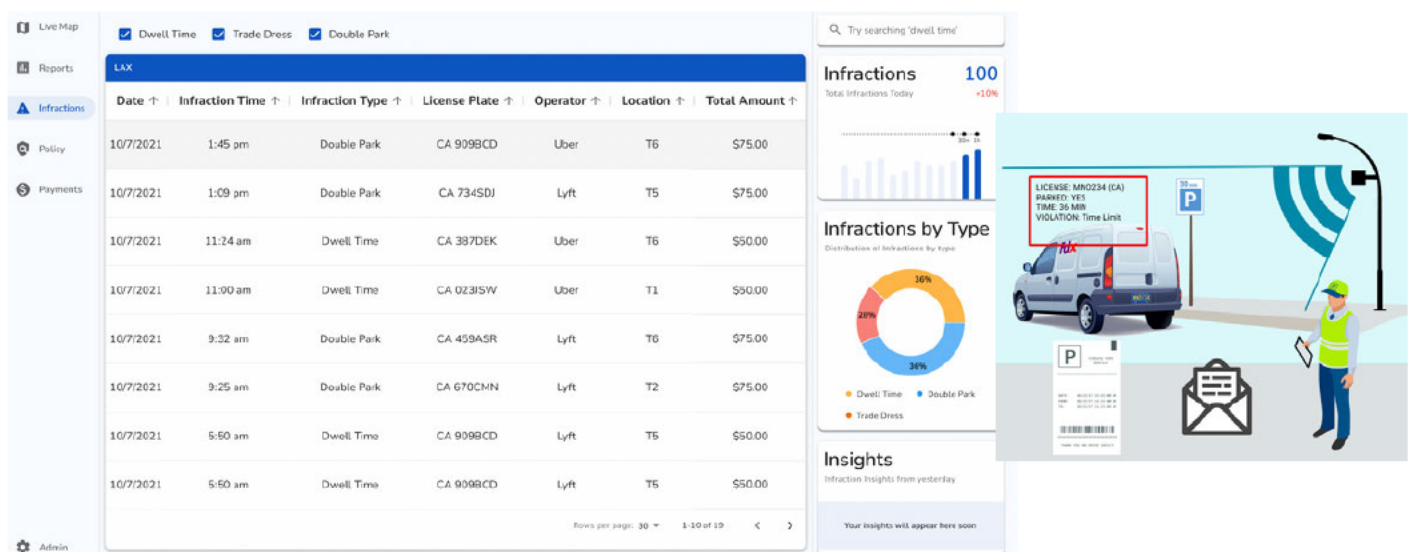 Live Map
Reports
Infractions
Policy
Payments
Admin
Dwell Time Trade Dress Double Park
LAX
Date ↑ Infraction Time ↑ Infraction Type ↑ License Plate ↑ Operator ↑ Location ↑ Total Amount ↑
10/7/2021 1:45 pm Double Park CA 909BCD Uber T6 $75.00
10/7/2021 1:09 pm Double Park CA 734SDJ Lyft T5 $75.00
10/7/2021 11:24 am Dwell Time CA 387DEK Uber T6 $50.00
10/7/2021 11:00 am Dwell Time CA 023ISW Uber T1 $50.00
10/7/2021 9:32 am Double Park CA 459ASR Lyft T6 $75.00
10/7/2021 9:25 am Double Park CA 670CMN Lyft T2 $75.00
10/7/2021 5:50 am Dwell Time CA 909BCD Lyft T5 $50.00
10/7/2021 5:50 am Dwell Time CA 909BCD Lyft T5 $50.00
Rows per page: 30 1-10 of 19 < >
Try searching 'dwell time'
Infractions 100
Total Infractions Today +10%
30m 1h
Infractions by Type
Distribution of Infractions by type
36%
28%
36%
Dwell Time Double Park
Trade Dress
Insights
Infraction Insights from yesterday
Your insights will appear here soon
LICENSE: MNO234 (CA)
PARKED: YES
TIME: 36 MIN
VIOLATION: Time Limit
30 min
P
fdx
P